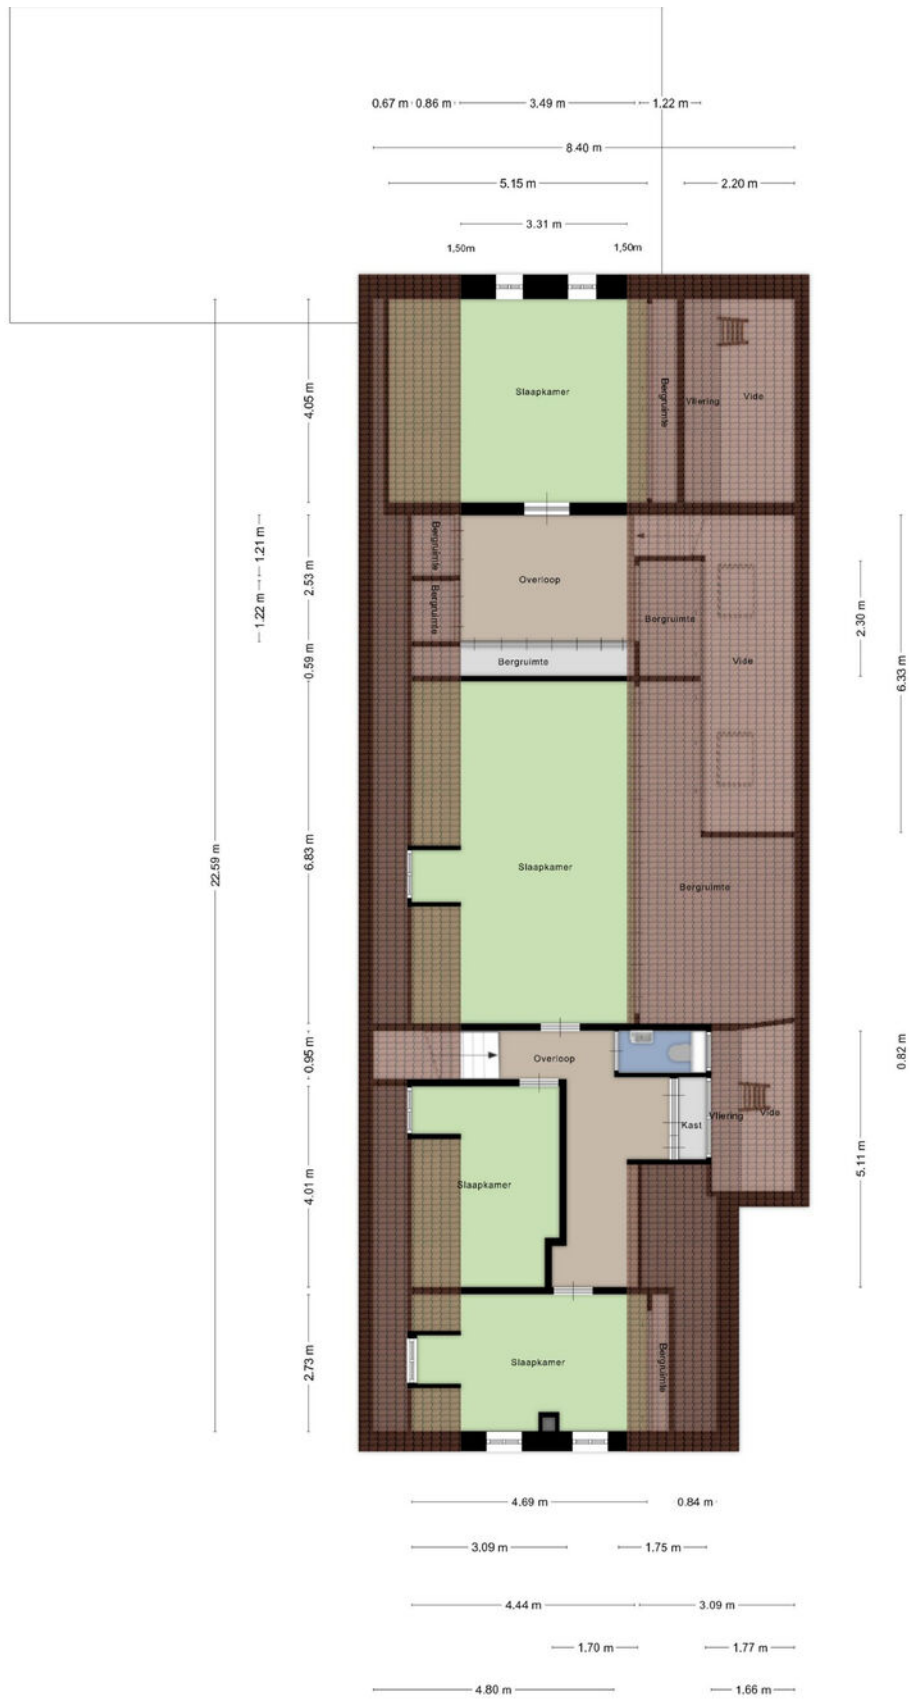 0.67 m 0.86 m 3.49 m 1.22 m
8.40 m
5.15 m 2.20 m
3.31 m
1,50m 1,50m
4.05 m
Slaapkamer
Bergruimte
Vliering
Vide
1.21 m
2.53 m
Bergruimte
Overloop
1.22 m
Bergruimte
Bergruimte
2.30 m
0.59 m
Bergruimte
Vide
6.33 m
22.59 m
6.83 m
Slaapkamer
Bergruimte
0.95 m
Overloop
0.82 m
Kast
Vliering
Vide
5.11 m
4.01 m
Slaapkamer
2.73 m
Slaapkamer
Bergruimte
4.69 m 0.84 m
3.09 m 1.75 m
4.44 m 3.09 m
1.70 m 1.77 m
4.80 m 1.66 m